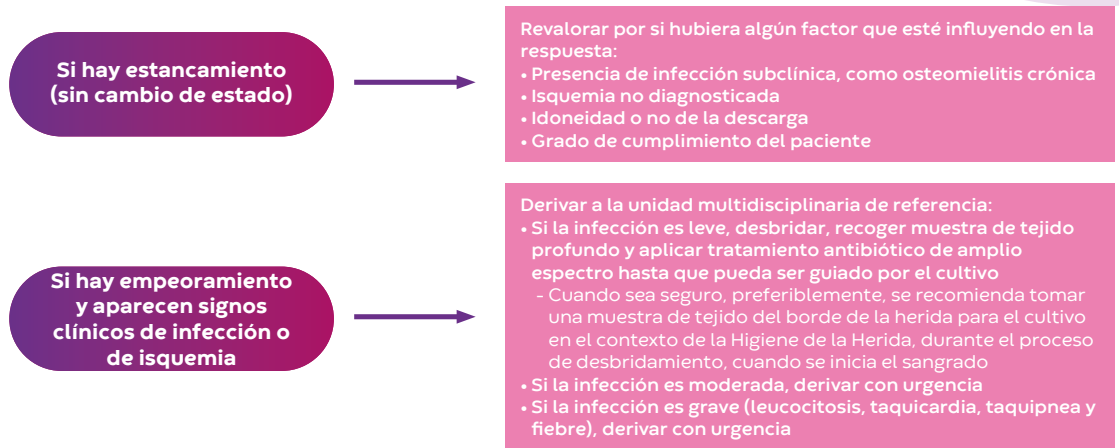 Si hay estancamiento
(sin cambio de estado)
Revalorar por si hubiera algún factor que esté influyendo en la
respuesta:
• Presencia de infección subclínica, como osteomielitis crónica
• Isquemia no diagnosticada
• Idoneidad o no de la descarga
• Grado de cumplimiento del paciente
Si hay empeoramiento
y aparecen signos
clínicos de infección o
de isquemia
Derivar a la unidad multidisciplinaria de referencia:
• Si la infección es leve, desbridar, recoger muestra de tejido
profundo y aplicar tratamiento antibiótico de amplio
espectro hasta que pueda ser guiado por el cultivo
- Cuando sea seguro, preferiblemente, se recomienda tomar
una muestra de tejido del borde de la herida para el cultivo
en el contexto de la Higiene de la Herida, durante el proceso
de desbridamiento, cuando se inicia el sangrado
• Si la infección es moderada, derivar con urgencia
• Si la infección es grave (leucocitosis, taquicardia, taquipnea y
fiebre), derivar con urgencia